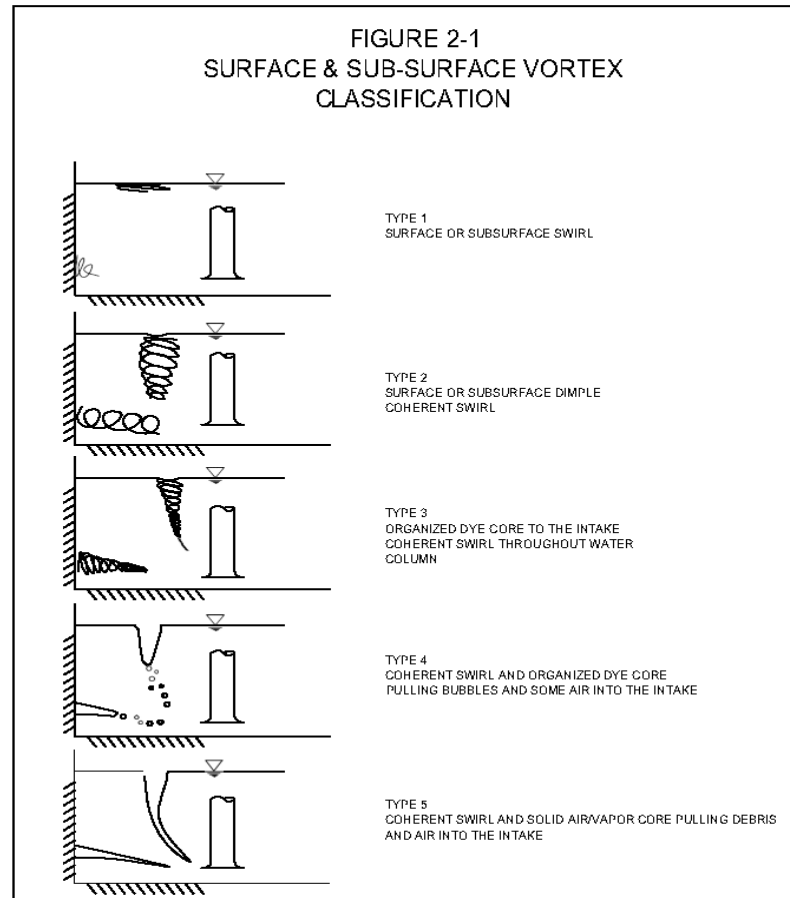 FIGURE 2-1
SURFACE & SUB-SURFACE VORTEX
CLASSIFICATION
TYPE 1
SURFACE OR SUBSURFACE SWIRL
TYPE 2
SURFACE OR SUBSURFACE DIMPLE
COHERENT SWIRL
TYPE 3
ORGANIZED DYE CORE TO THE INTAKE
COHERENT SWIRL THROUGHOUT WATER
COLUMN
TYPE 4
COHERENT SWIRL AND ORGANIZED DYE CORE
PULLING BUBBLES AND SOME AIR INTO THE INTAKE
TYPE 5
COHERENT SWIRL AND SOLID AIR/VAPOR CORE PULLING DEBRIS
AND AIR INTO THE INTAKE